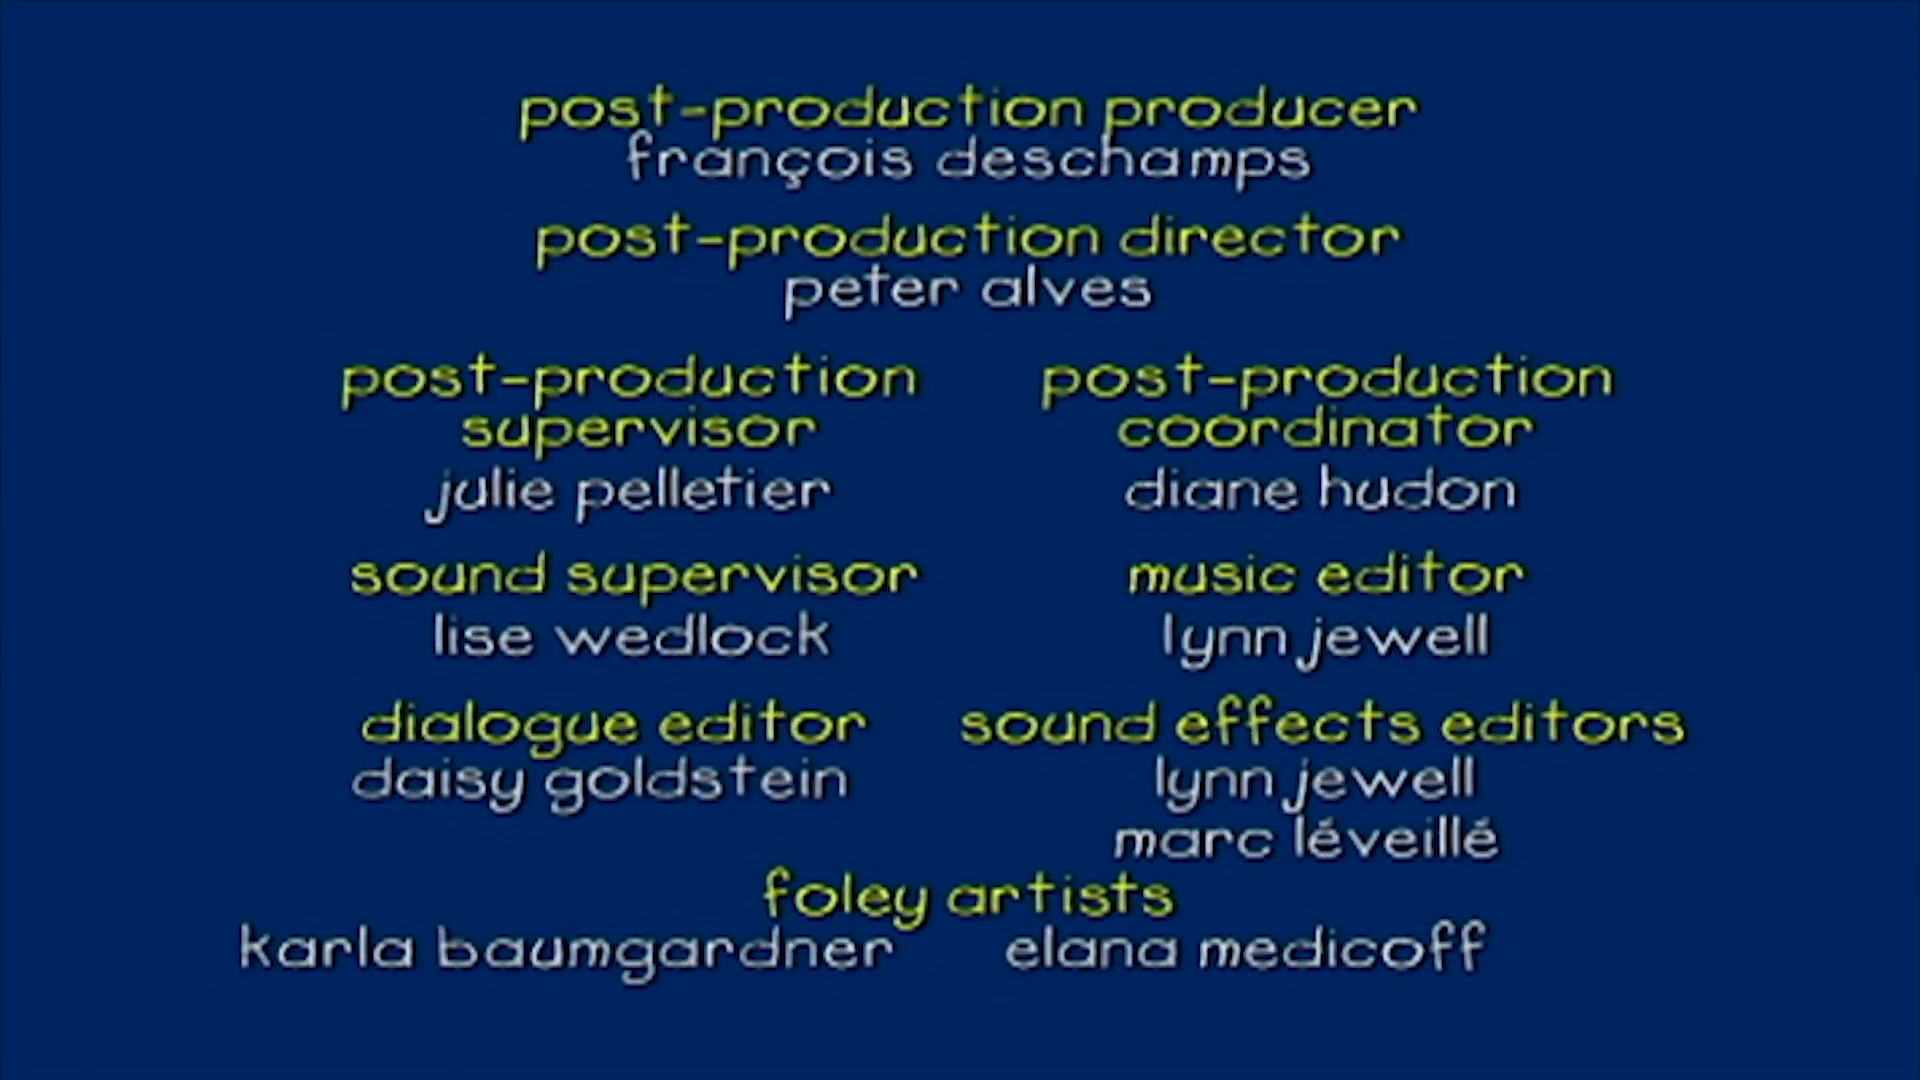 post-production producer
françois deschamps
post-production director
peter alves
post-production
supervisor
julie pelletier
post-production
coordinator
diane hudon
sound supervisor
lise wedlock
music editor
lynn jewell
dialogue editor
daisy goldstein
sound effects editors
lynn jewell
marc léveillé
foley artists
karla baumgardner elana medicoff